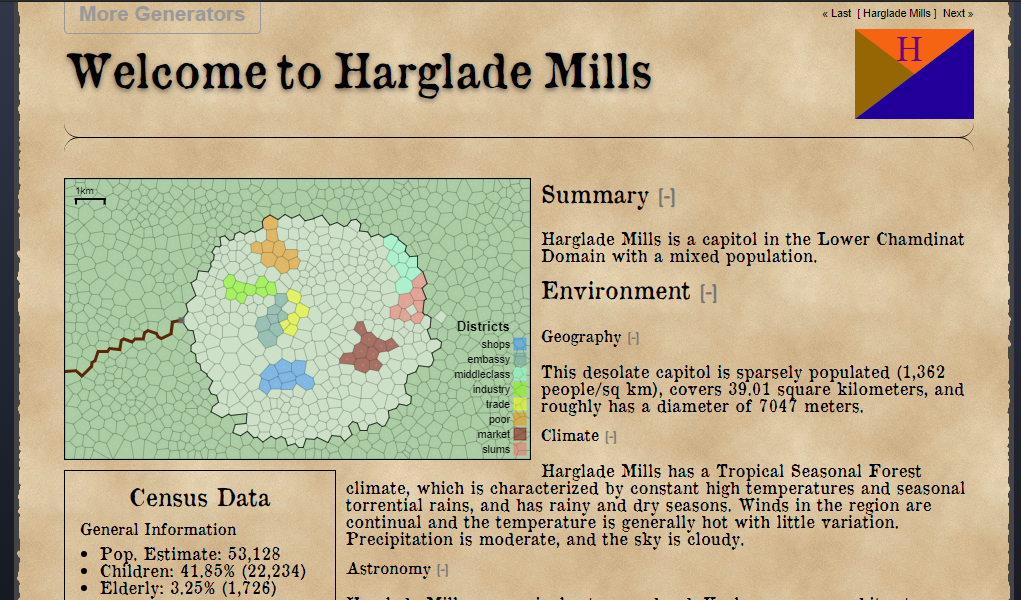 More Generators
« Last [ Harglade Mills ] Next »
H
Welcome to Harglade Mills
1km
Districts
shops
embassy
middleclass
industry
trade
poor
market
slums
Summary [-]
Harglade Mills is a capitol in the Lower Chamdinat
Domain with a mixed population.
Environment [-]
Geography [-]
This desolate capitol is sparsely populated (1,362
people/sq km), covers 39.01 square kilometers, and
roughly has a diameter of 7047 meters.
Climate [-]
Harglade Mills has a Tropical Seasonal Forest
climate, which is characterized by constant high temperatures and seasonal
torrential rains, and has rainy and dry seasons. Winds in the region are
continual and the temperature is generally hot with little variation.
Precipitation is moderate, and the sky is cloudy.
Astronomy [-]
Census Data
General Information
• Pop. Estimate: 53,128
• Children: 41.85% (22,234)
• Elderly: 3.25% (1,726)